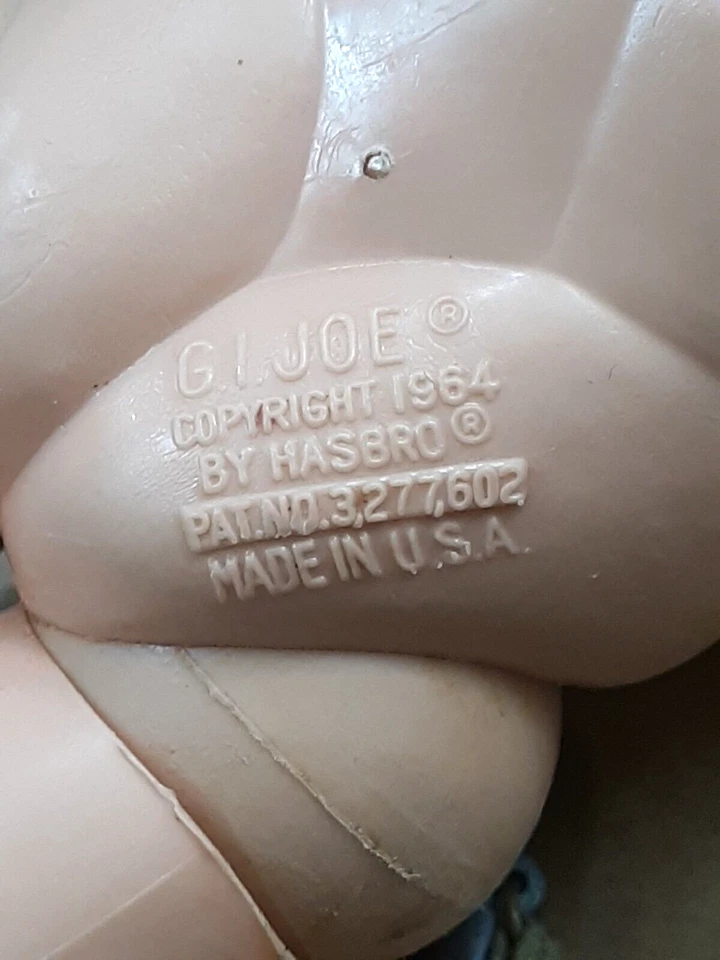 G.I. JOE ®
COPYRIGHT 1964
BY HASBRO ®
PAT. NO. 3,277,602
MADE IN U.S.A.